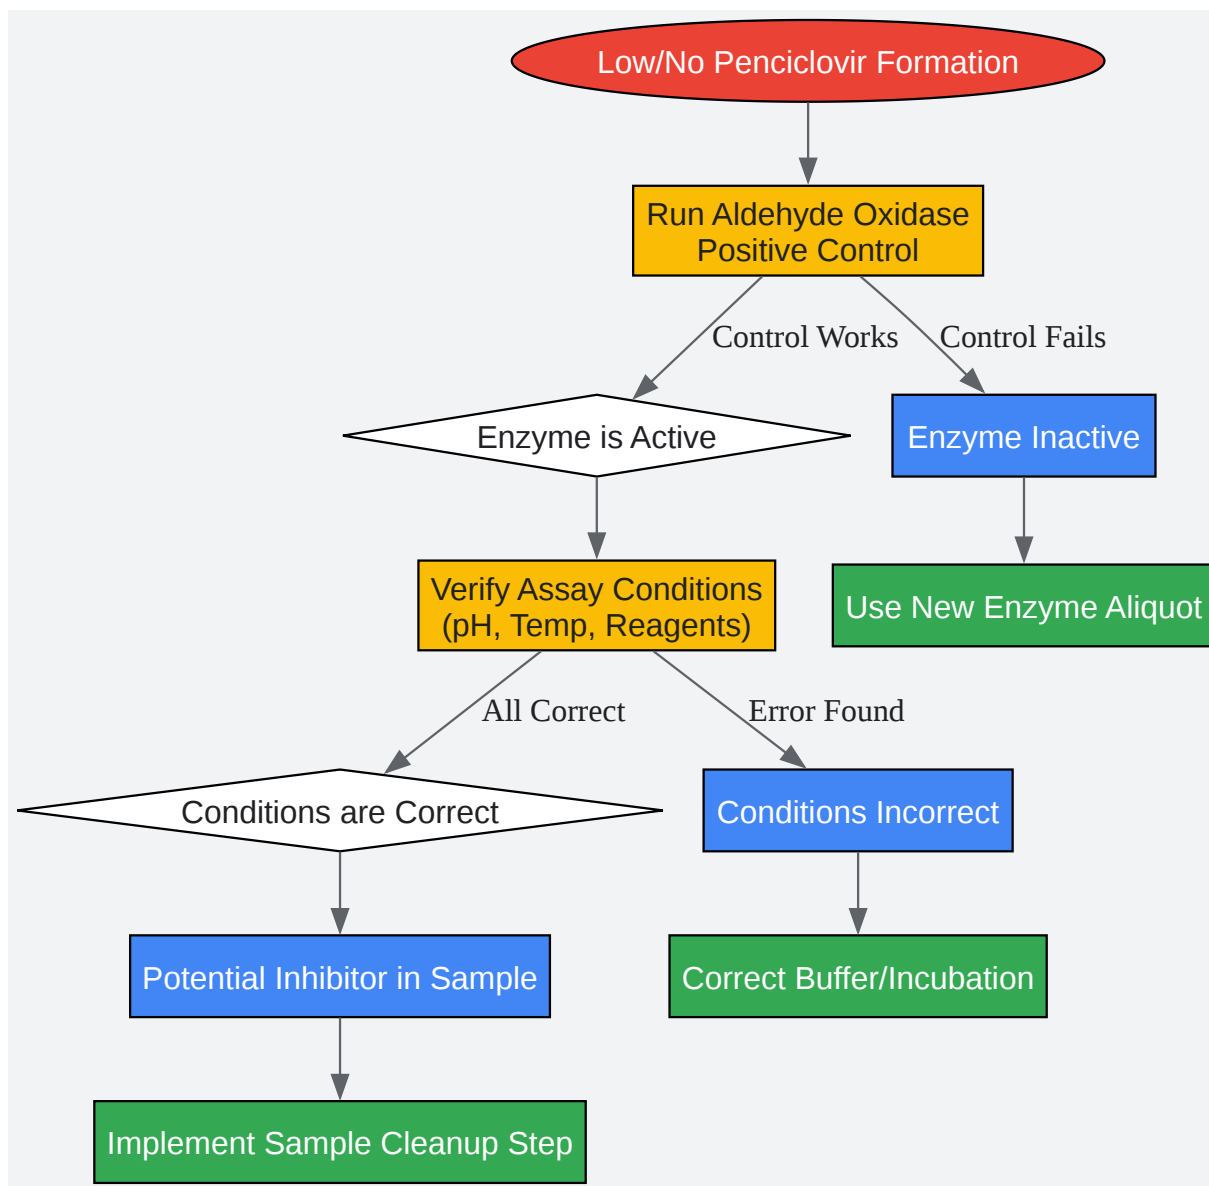 Low/No Penciclovir Formation
Run Aldehyde Oxidase
Positive Control
Control Works
Control Fails
Enzyme is Active
Enzyme Inactive
Verify Assay Conditions
(pH, Temp, Reagents)
Use New Enzyme Aliquot
All Correct
Error Found
Conditions are Correct
Conditions Incorrect
Potential Inhibitor in Sample
Correct Buffer/Incubation
Implement Sample Cleanup Step